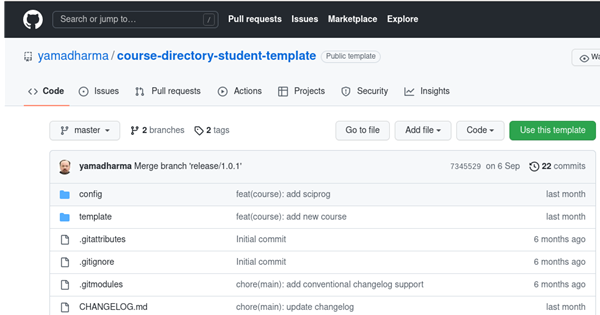 Search or jump to… / Pull requests Issues Marketplace Explore
yamadharma / course-directory-student-template Public template
Code Issues Pull requests Actions Projects Security Insights
master 2 branches 2 tags Go to file Add file Code Use this template
yamadharma Merge branch 'release/1.0.1' 7345529 on 6 Sep 22 commits
config feat(course): add sciprog last month
template feat(course): add new course last month
.gitattributes Initial commit 6 months ago
.gitignore Initial commit 6 months ago
.gitmodules chore(main): add conventional changelog support 6 months ago
CHANGELOG.md chore(main): update changelog last month